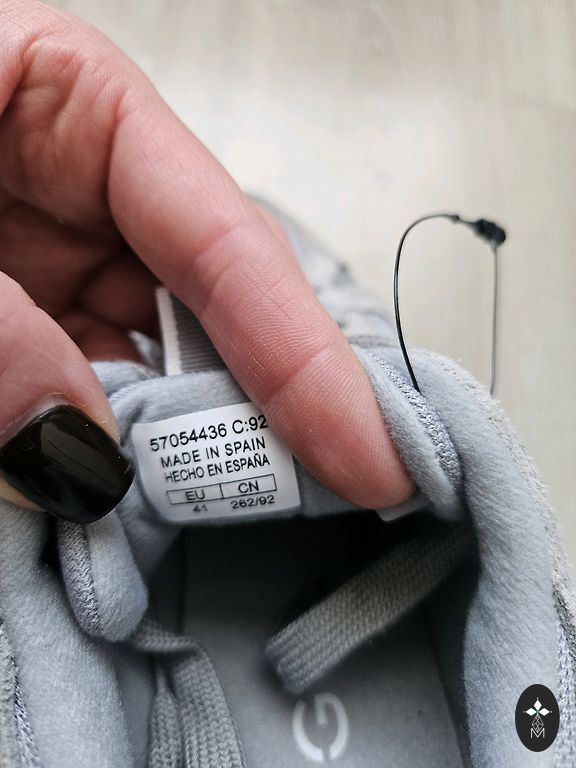 57054436 C:92
MADE IN SPAIN
HECHO EN ESPAÑA
EU CN
41 262/92
G
M